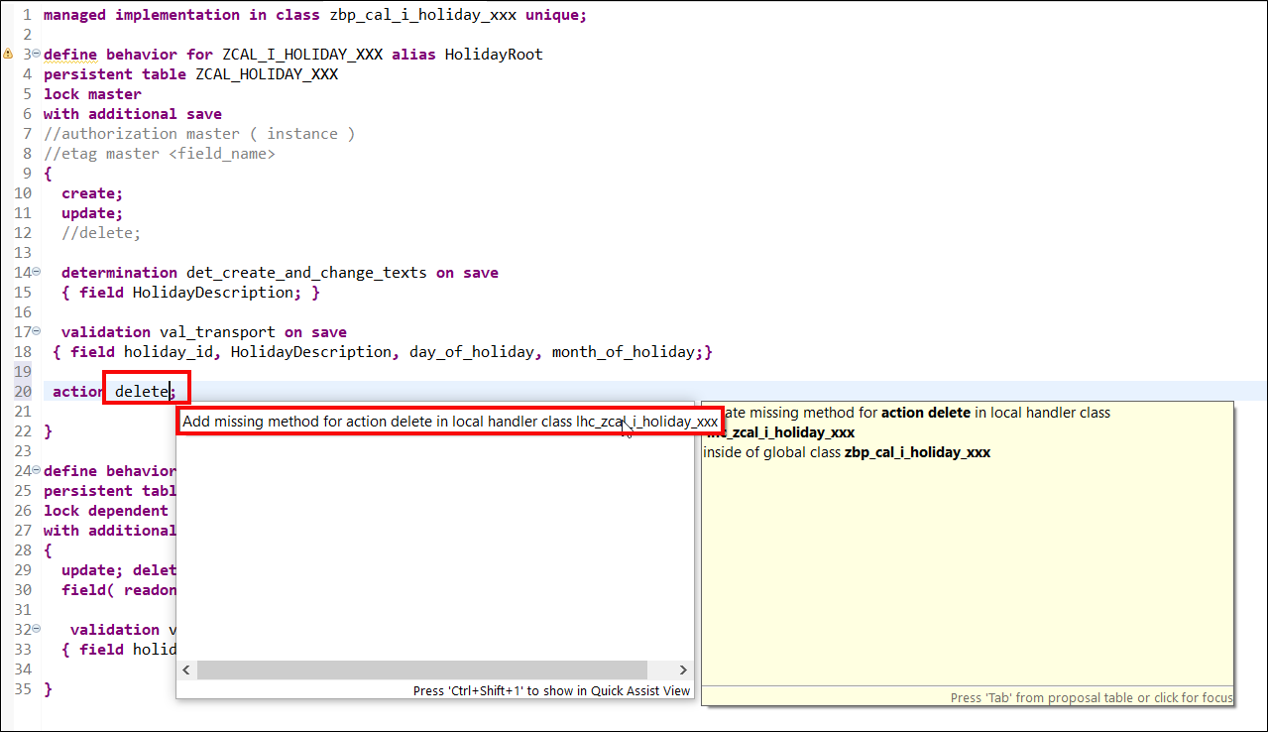 1 managed implementation in class zbp_cal_i_holiday_xxx unique;
2
3 define behavior for ZCAL_I_HOLIDAY_XXX alias HolidayRoot
4 persistent table ZCAL_HOLIDAY_XXX
5 lock master
6 with additional save
7 //authorization master ( instance )
8 //etag master <field_name>
9 {
10 create;
11 update;
12 //delete;
13
14 determination det_create_and_change_texts on save
15 { field HolidayDescription; }
16
17 validation val_transport on save
18 { field holiday_id, HolidayDescription, day_of_holiday, month_of_holiday;}
19
20 action delete;
21
22 }
23
24 define behavior
25 persistent tabl
26 lock dependent
27 with additional
28 {
29 update; delet
30 field( readon
31
32 validation v
33 { field holid
34
35 }
Add missing method for action delete in local handler class lhc_zcal_i_holiday_xxx
Press 'Ctrl+Shift+1' to show in Quick Assist View
ate missing method for action delete in local handler class
lhc_zcal_i_holiday_xxx
inside of global class zbp_cal_i_holiday_xxx
Press 'Tab' from proposal table or click for focus